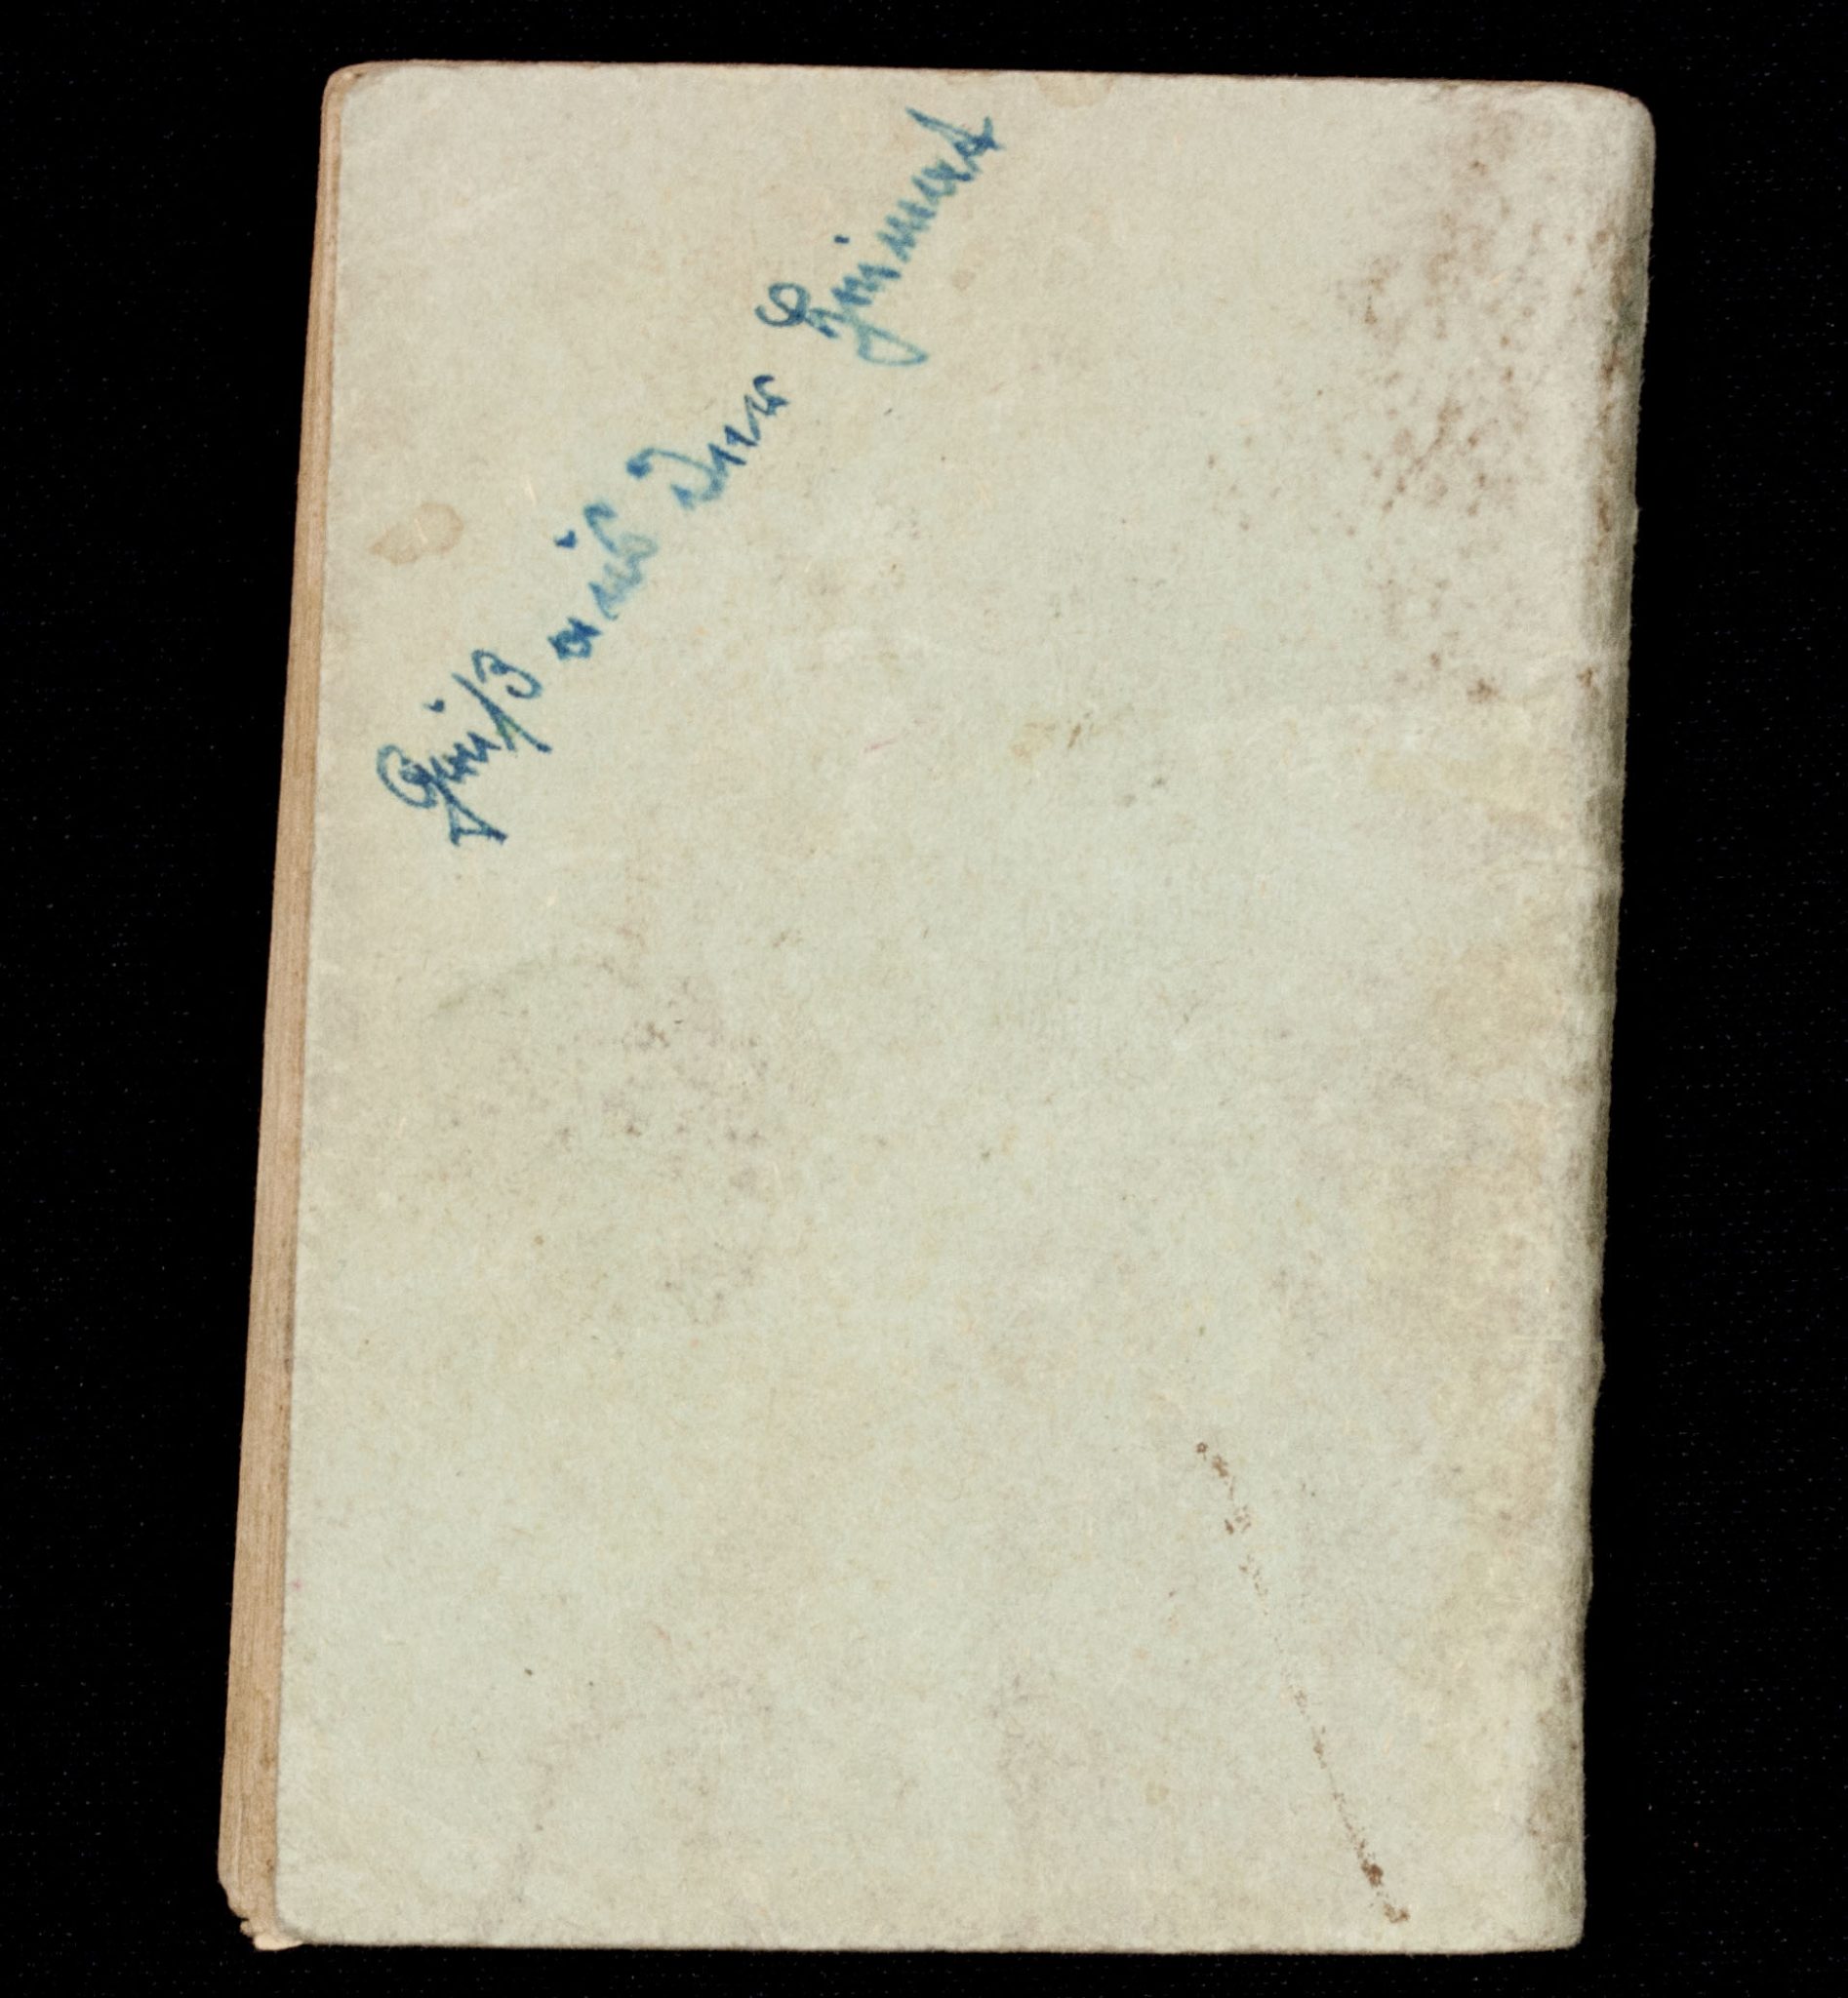 Gruß aus der Heimat